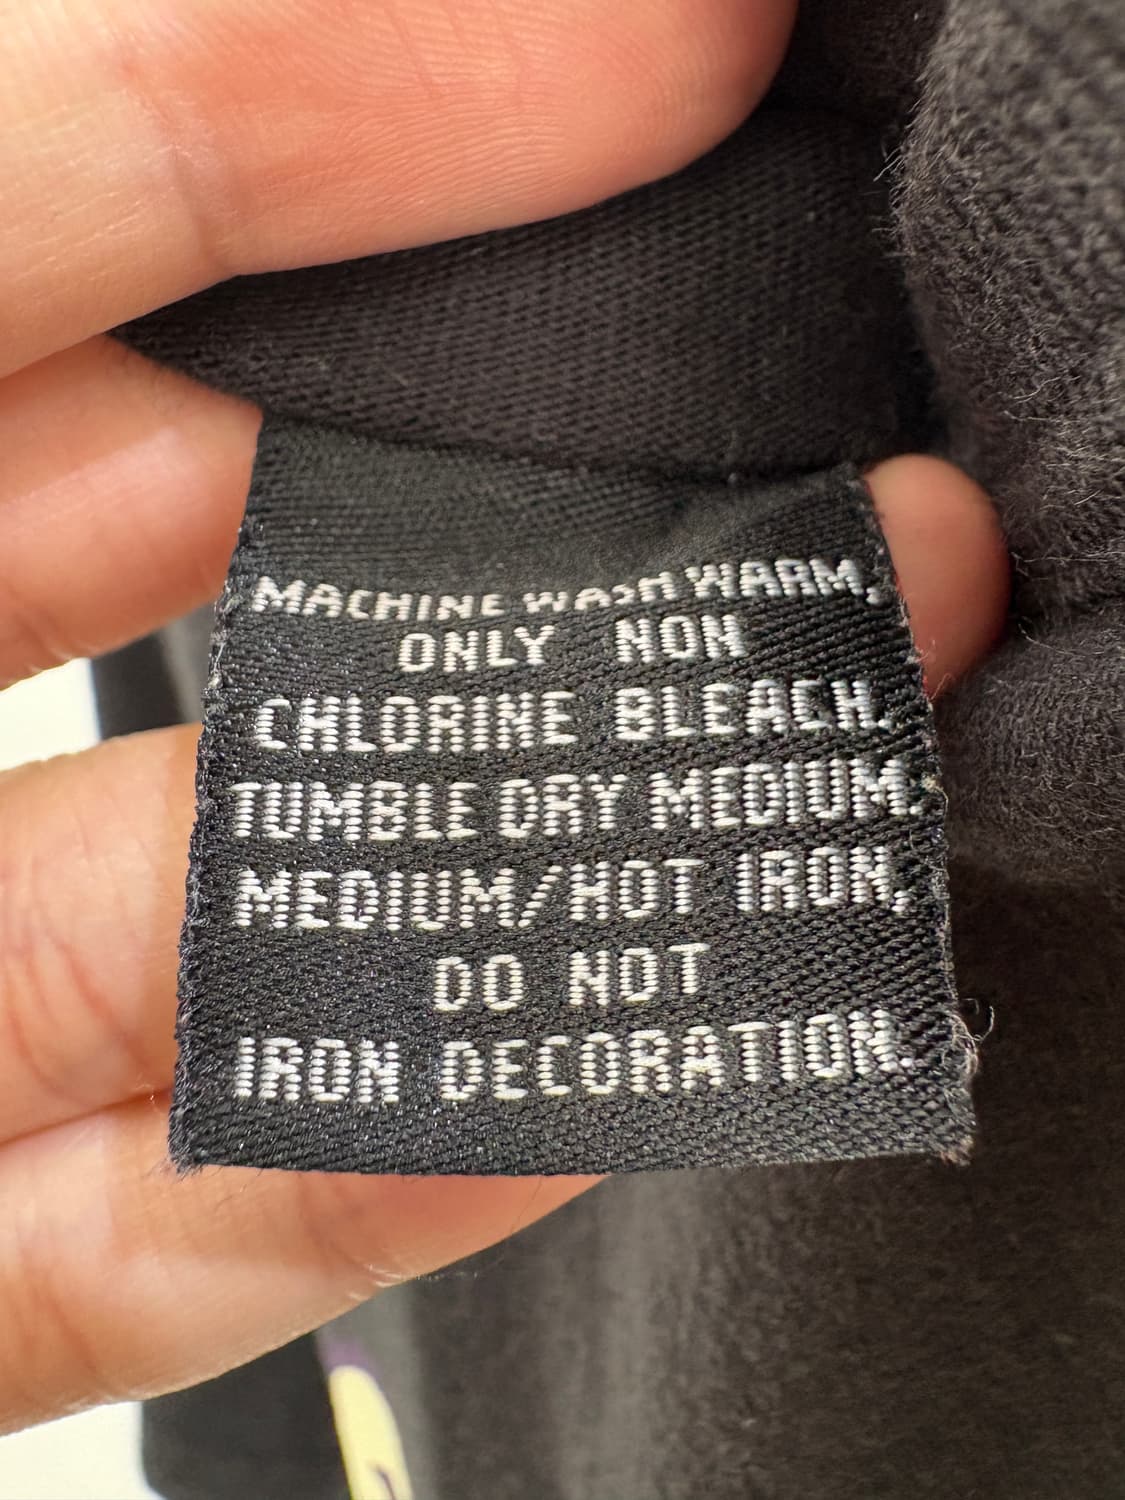 MACHINE WASH WARM,
ONLY NON
CHLORINE BLEACH.
TUMBLE DRY MEDIUM.
MEDIUM/HOT IRON,
DO NOT
IRON DECORATION.